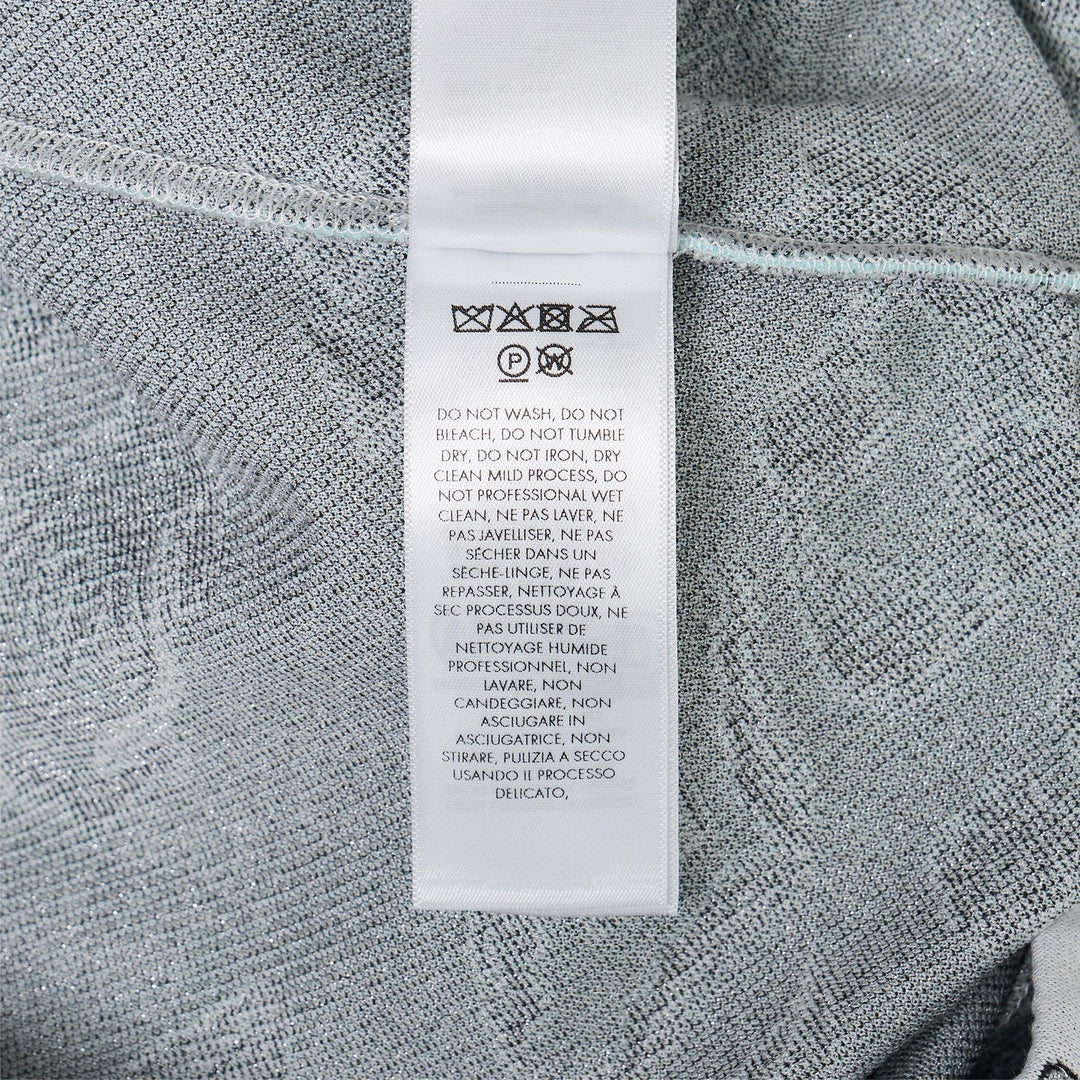 P W
DO NOT WASH, DO NOT
BLEACH, DO NOT TUMBLE
DRY, DO NOT IRON, DRY
CLEAN MILD PROCESS, DO
NOT PROFESSIONAL WET
CLEAN, NE PAS LAVER, NE
PAS JAVELLISER, NE PAS
SÉCHER DANS UN
SÈCHE-LINGE, NE PAS
REPASSER, NETTOYAGE À
SEC PROCESSUS DOUX, NE
PAS UTILISER DE
NETTOYAGE HUMIDE
PROFESSIONNEL, NON
LAVARE, NON
CANDEGGIARE, NON
ASCIUGARE IN
ASCIUGATRICE, NON
STIRARE, PULIZIA A SECCO
USANDO IL PROCESSO
DELICATO,